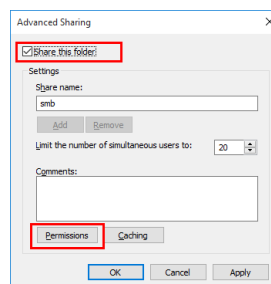 Advanced Sharing
Share this folder
Settings
Share name:
smb
Add Remove
Limit the number of simultaneous users to: 20
Comments:
Permissions Caching
OK Cancel Apply